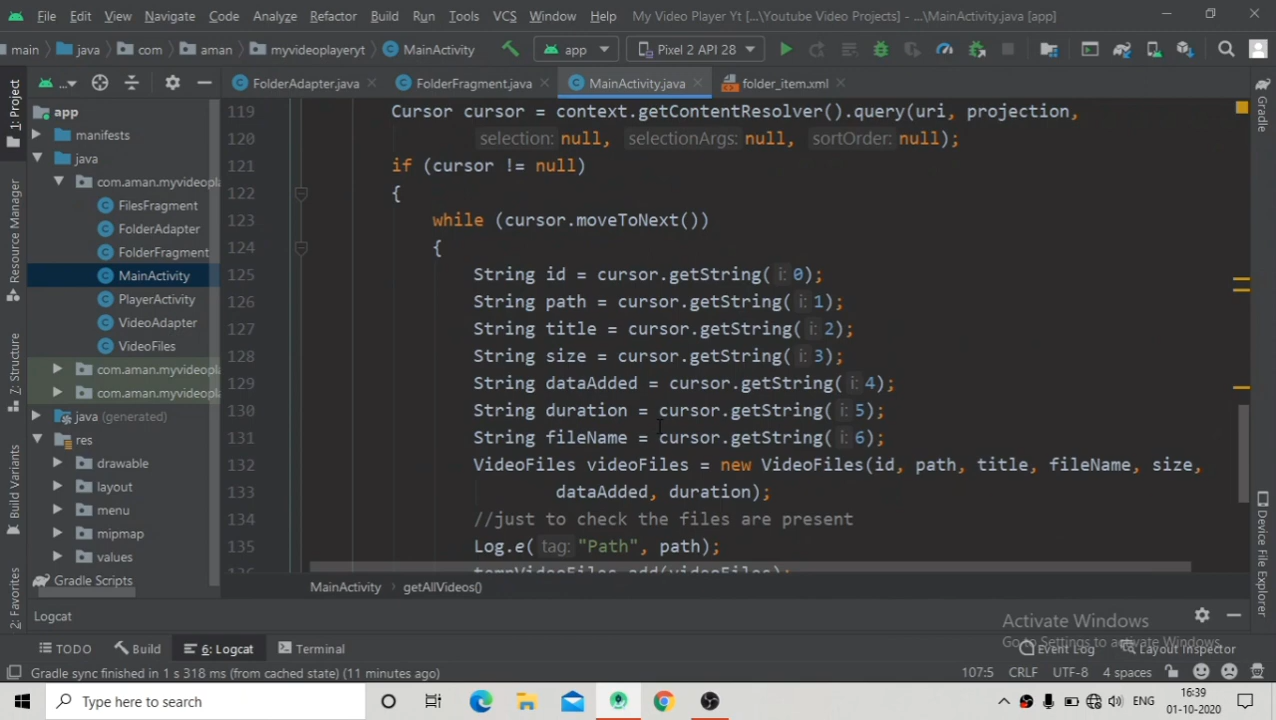 File Edit View Navigate Code Analyze Refactor Build Run Tools VCS Window Help My Video Player Yt [...\Youtube Video Projects] - ...\MainActivity.java [app]
main java com aman myvideoplayeryt MainActivity app Pixel 2 API 28
FolderAdapter.java FolderFragment.java MainActivity.java folder_item.xml
1: Project
Resource Manager
Z: Structure
Build Variants
2: Favorites
app
manifests
java
com.aman.myvideopl
FilesFragment
FolderAdapter
FolderFragment
MainActivity
PlayerActivity
VideoAdapter
VideoFiles
com.aman.myvideopl
com.aman.myvideopl
java (generated)
res
drawable
layout
menu
mipmap
values
Gradle Scripts
119 Cursor cursor = context.getContentResolver().query(uri, projection,
120 selection: null, selectionArgs: null, sortOrder: null);
121 if (cursor != null)
122 {
123 while (cursor.moveToNext())
124 {
125 String id = cursor.getString( i: 0);
126 String path = cursor.getString( i: 1);
127 String title = cursor.getString( i: 2);
128 String size = cursor.getString( i: 3);
129 String dataAdded = cursor.getString( i: 4);
130 String duration = cursor.getString( i: 5);
131 String fileName = cursor.getString( i: 6);
132 VideoFiles videoFiles = new VideoFiles(id, path, title, fileName, size,
133 dataAdded, duration);
134 //just to check the files are present
135 Log.e( tag: "Path", path);
136 tempVideoFiles.add(videoFiles);
MainActivity › getAllVideos()
Gradle
Device File Explorer
Logcat
Activate Windows
Go to Settings to activate Windows.
TODO Build 6: Logcat Terminal Event Log Layout Inspector
Gradle sync finished in 1 s 318 ms (from cached state) (11 minutes ago) 107:5 CRLF UTF-8 4 spaces
Type here to search ENG 16:39
01-10-2020